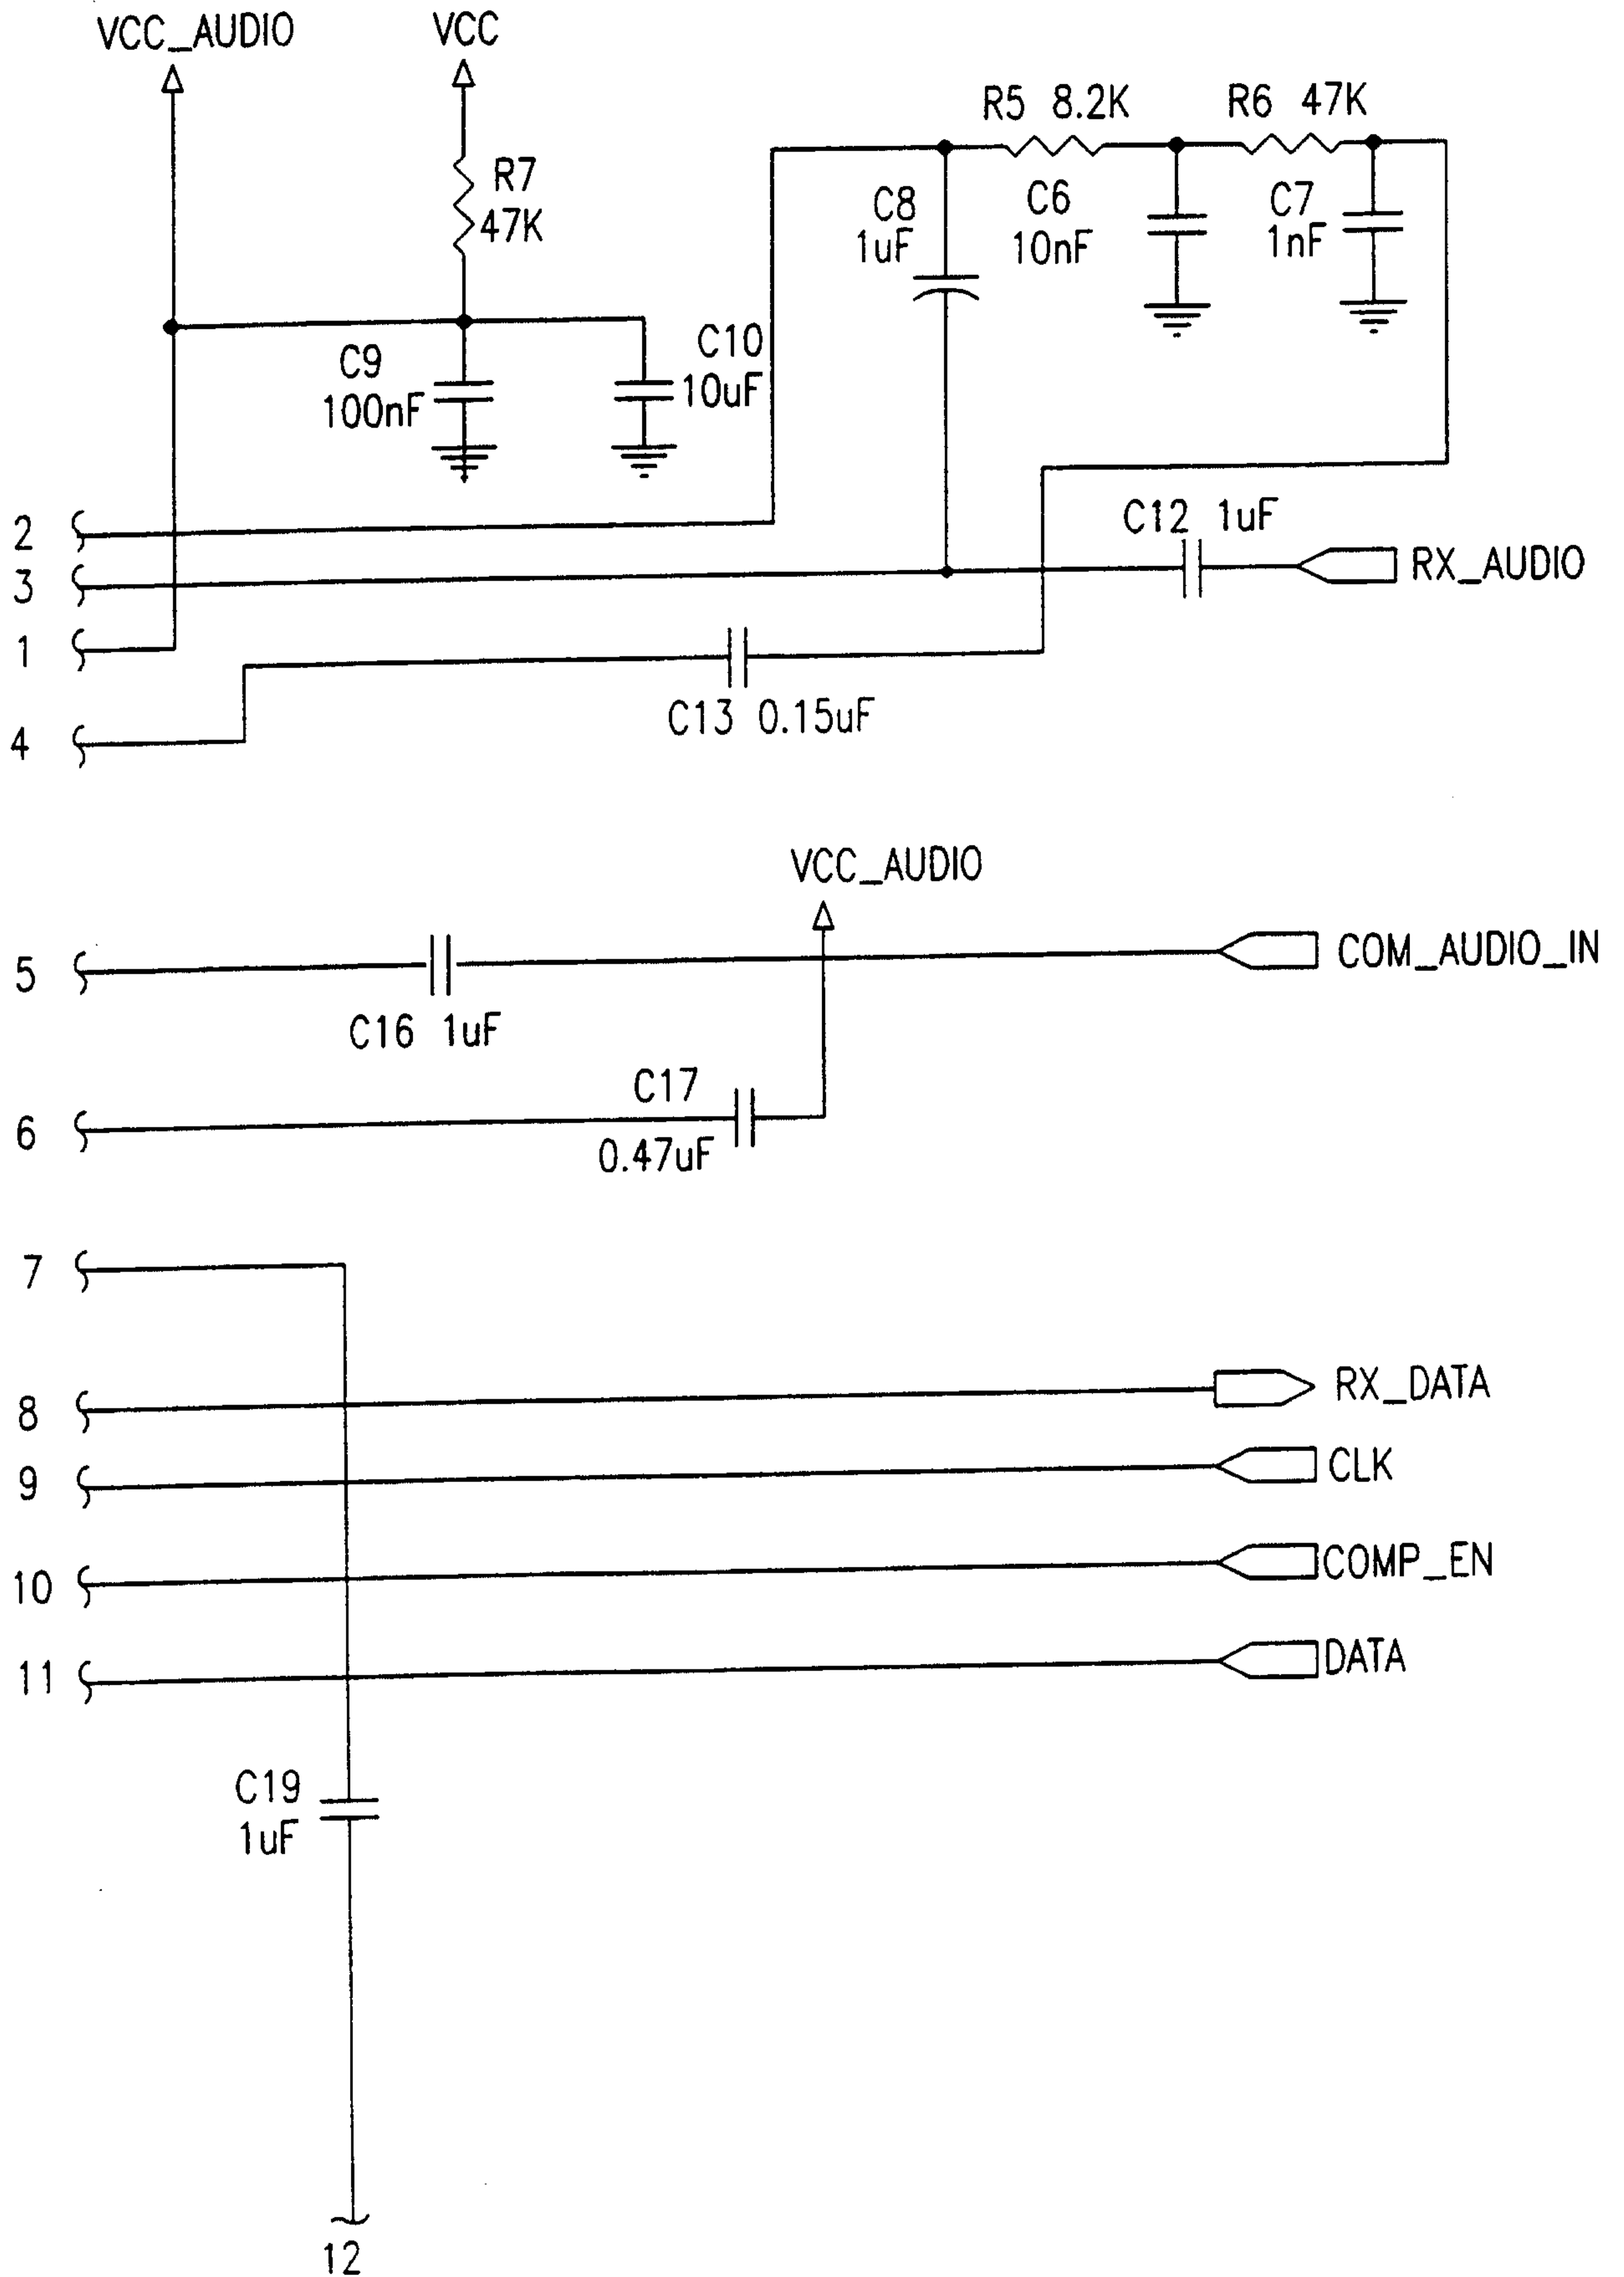 VCC_AUDIO
VCC
R5 8.2K
R6 47K
R7
47K
C8
1uF
C6
10nF
C7
1nF
C9
100nF
C10
10uF
2
C12 1uF
3
RX_AUDIO
1
C13 0.15uF
4
VCC_AUDIO
5
COM_AUDIO_IN
C16 1uF
C17
0.47uF
6
7
8
RX_DATA
9
CLK
10
COMP_EN
11
DATA
C19
1uF
12